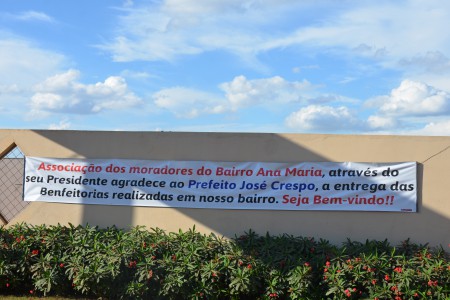 Associação dos moradores do Bairro Ana Maria, através do
seu Presidente agradece ao Prefeito José Crespo, a entrega das
Benfeitorias realizadas em nosso bairro. Seja Bem-vindo!!